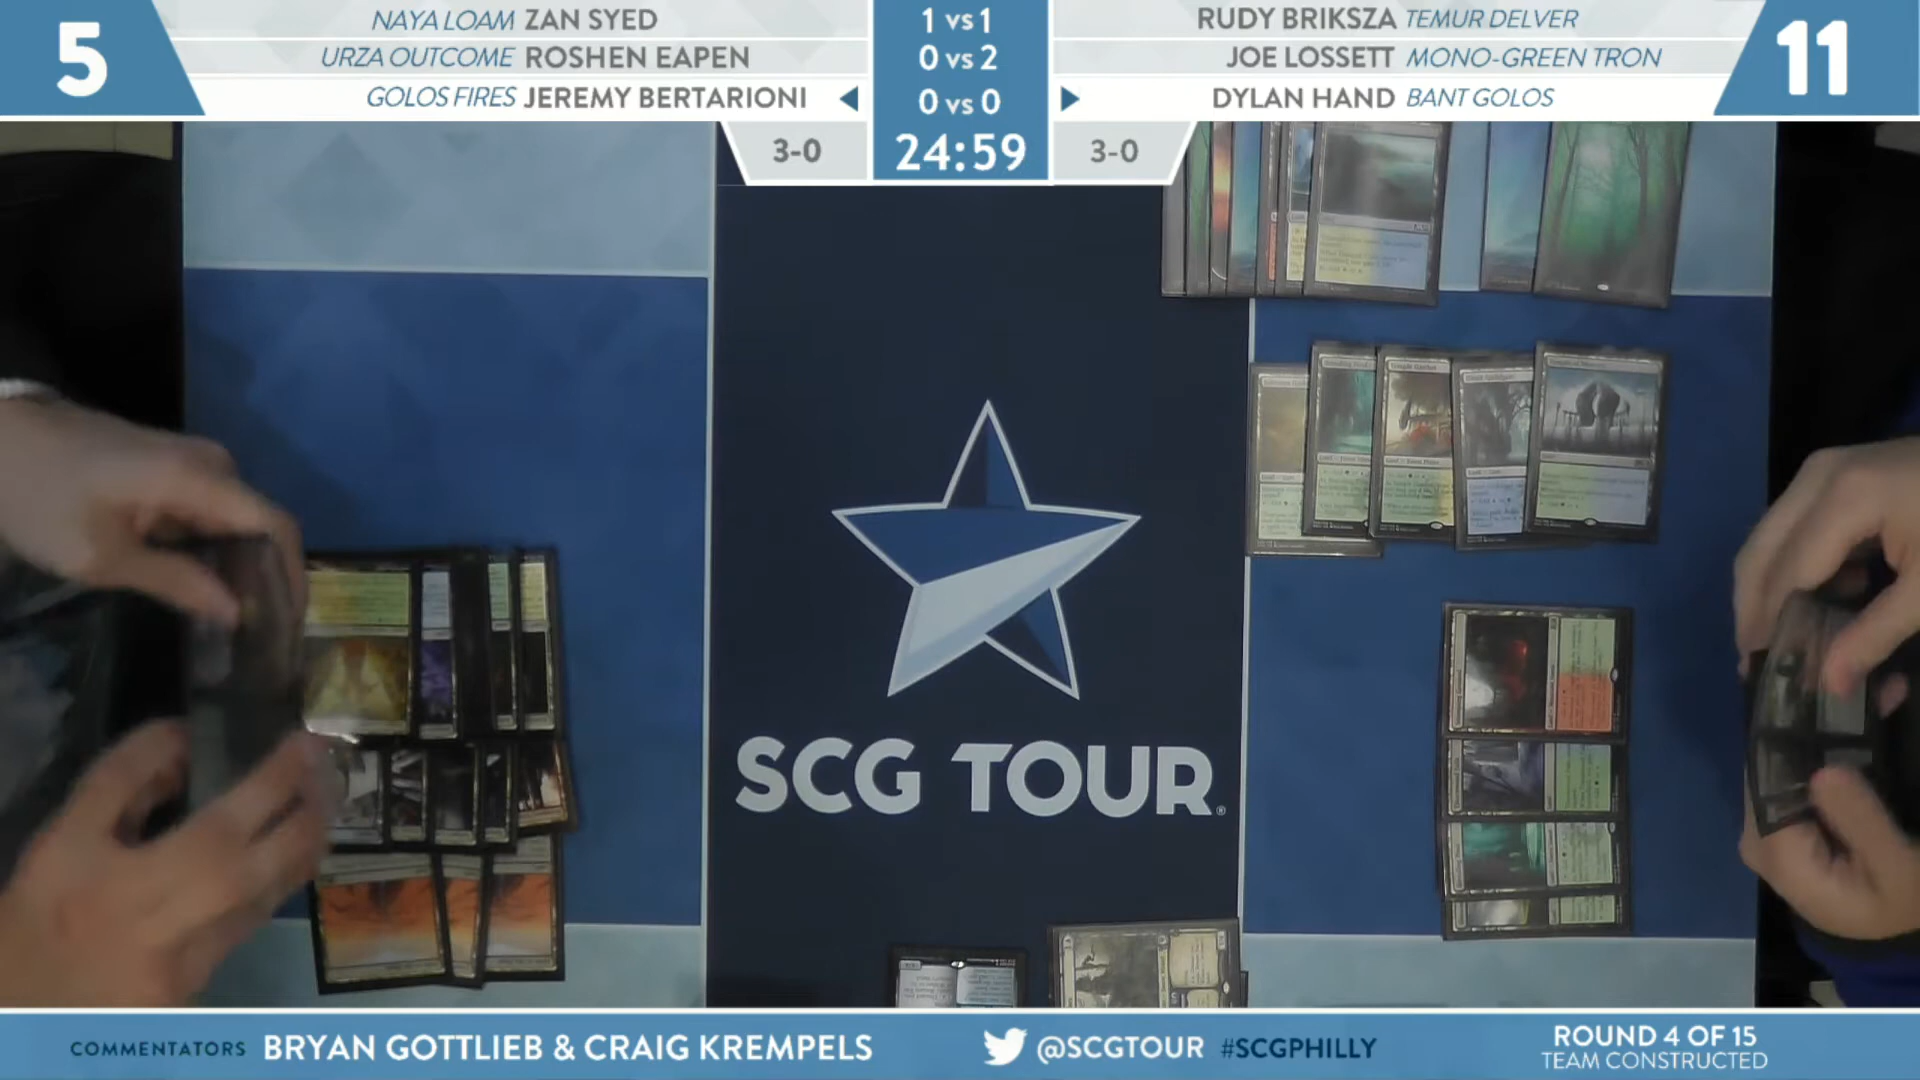 5
NAYA LOAM ZAN SYED
1 vs 1
RUDY BRIKSZA TEMUR DELVER
11
URZA OUTCOME ROSHEN EAPEN
0 vs 2
JOE LOSSETT MONO-GREEN TRON
GOLOS FIRES JEREMY BERTARIONI
0 vs 0
DYLAN HAND BANT GOLOS
3-0
24:59
3-0
SCG TOUR®
COMMENTATORS BRYAN GOTTLIEB & CRAIG KREMPELS
@SCGTOUR #SCGPHILLY
ROUND 4 OF 15
TEAM CONSTRUCTED